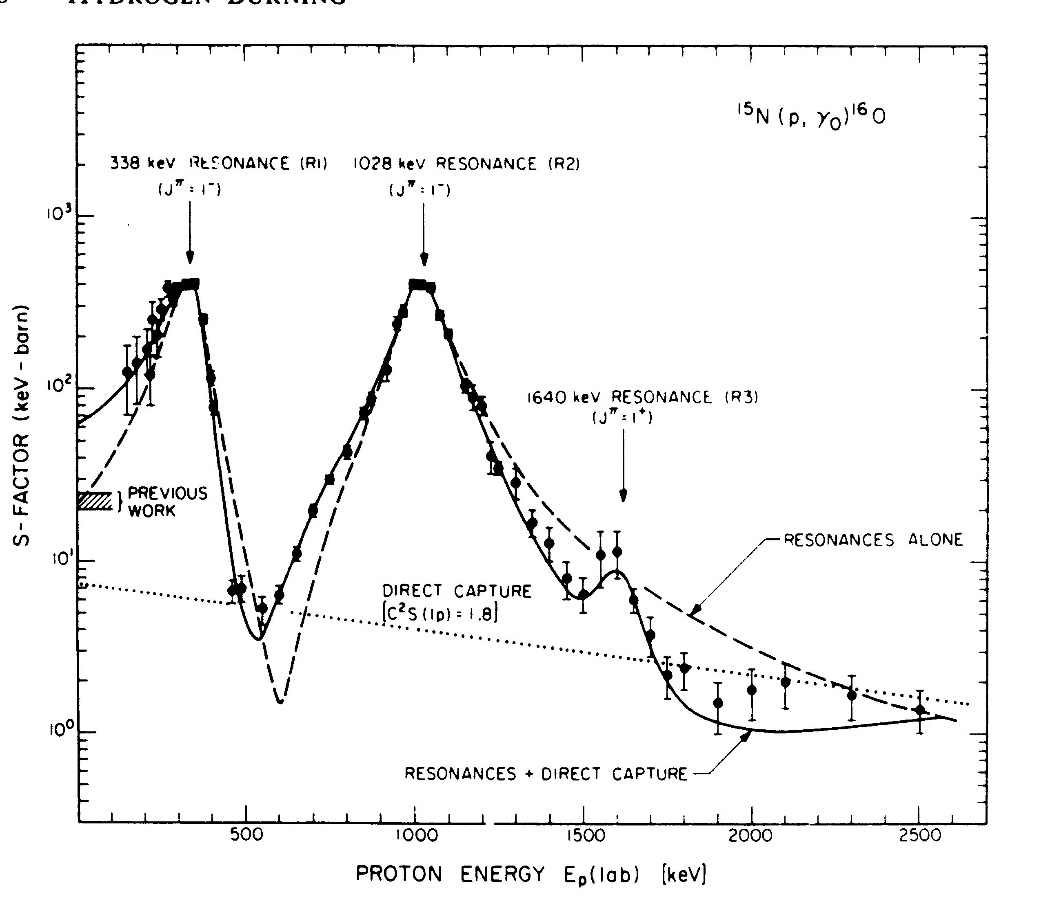 HYDROGEN BURNING
¹⁵N (p, γ₀)¹⁶O
338 keV RESONANCE (R1)
(Jπ = 1⁻)
1028 keV RESONANCE (R2)
(Jπ = 1⁻)
10³
10²
10¹
10⁰
S-FACTOR (keV-barn)
1640 keV RESONANCE (R3)
(Jπ = 1⁺)
PREVIOUS
WORK
RESONANCES ALONE
DIRECT CAPTURE
[C²S(1p) = 1.8]
RESONANCES + DIRECT CAPTURE
500
1000
1500
2000
2500
PROTON ENERGY Eₚ(lab) [keV]